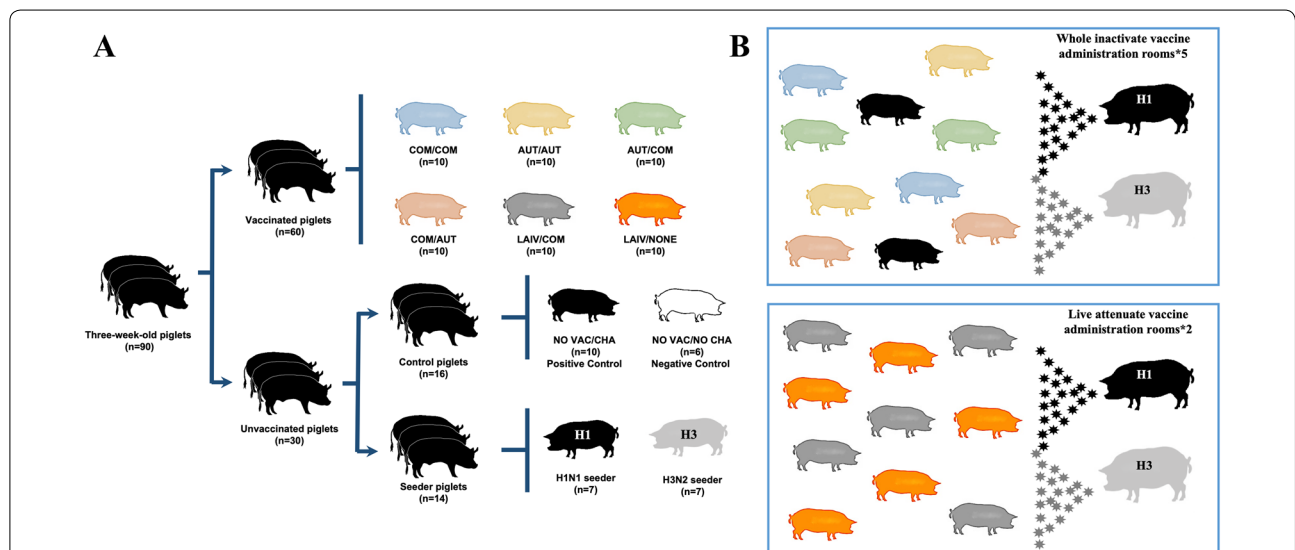 A
Three-week-old piglets
(n=90)
Vaccinated piglets
(n=60)
Unvaccinated piglets
(n=30)
COM/COM
(n=10)
AUT/AUT
(n=10)
AUT/COM
(n=10)
COM/AUT
(n=10)
LAIV/COM
(n=10)
LAIV/NONE
(n=10)
Control piglets
(n=16)
NO VAC/CHA
(n=10)
Positive Control
NO VAC/NO CHA
(n=6)
Negative Control
Seeder piglets
(n=14)
H1
H1N1 seeder
(n=7)
H3
H3N2 seeder
(n=7)
B
Whole inactivate vaccine
administration rooms*5
H1
H3
Live attenuate vaccine
administration rooms*2
H1
H3